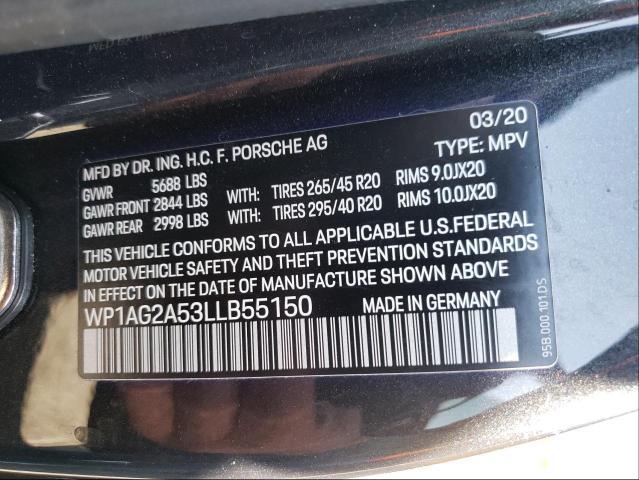 03/20
MFD BY DR. ING. H.C. F. PORSCHE AG TYPE: MPV
GVWR 5688 LBS
GAWR FRONT 2844 LBS WITH: TIRES 265/45 R20 RIMS 9.0JX20
GAWR REAR 2998 LBS WITH: TIRES 295/40 R20 RIMS 10.0JX20
THIS VEHICLE CONFORMS TO ALL APPLICABLE U.S.FEDERAL
MOTOR VEHICLE SAFETY AND THEFT PREVENTION STANDARDS
IN EFFECT ON THE DATE OF MANUFACTURE SHOWN ABOVE
WP1AG2A53LLB55150 MADE IN GERMANY
95B 000 101 DS